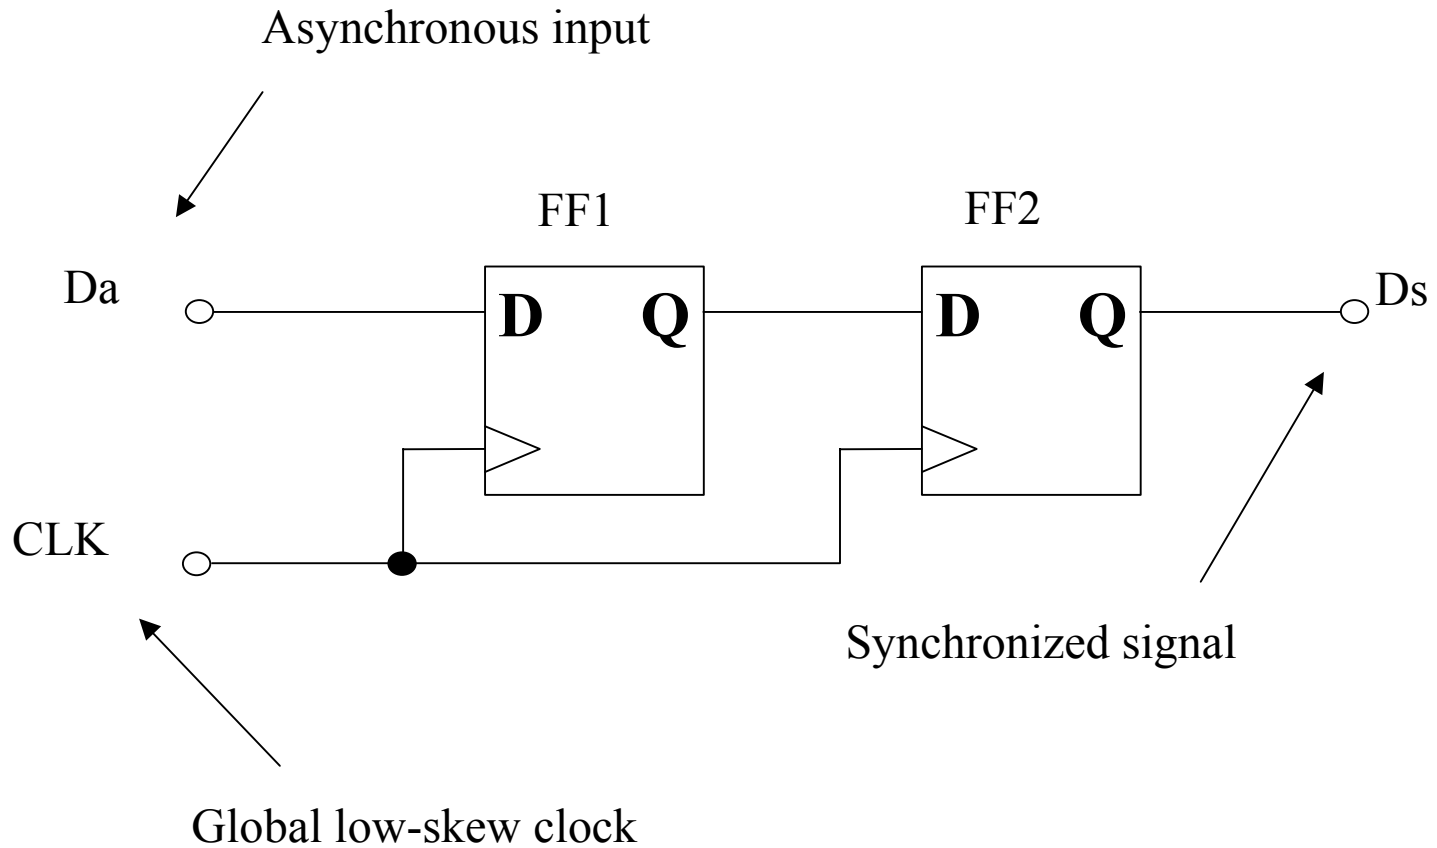 Asynchronous input
FF1
FF2
Da
D
Q
D
Q
Ds
CLK
Synchronized signal
Global low-skew clock